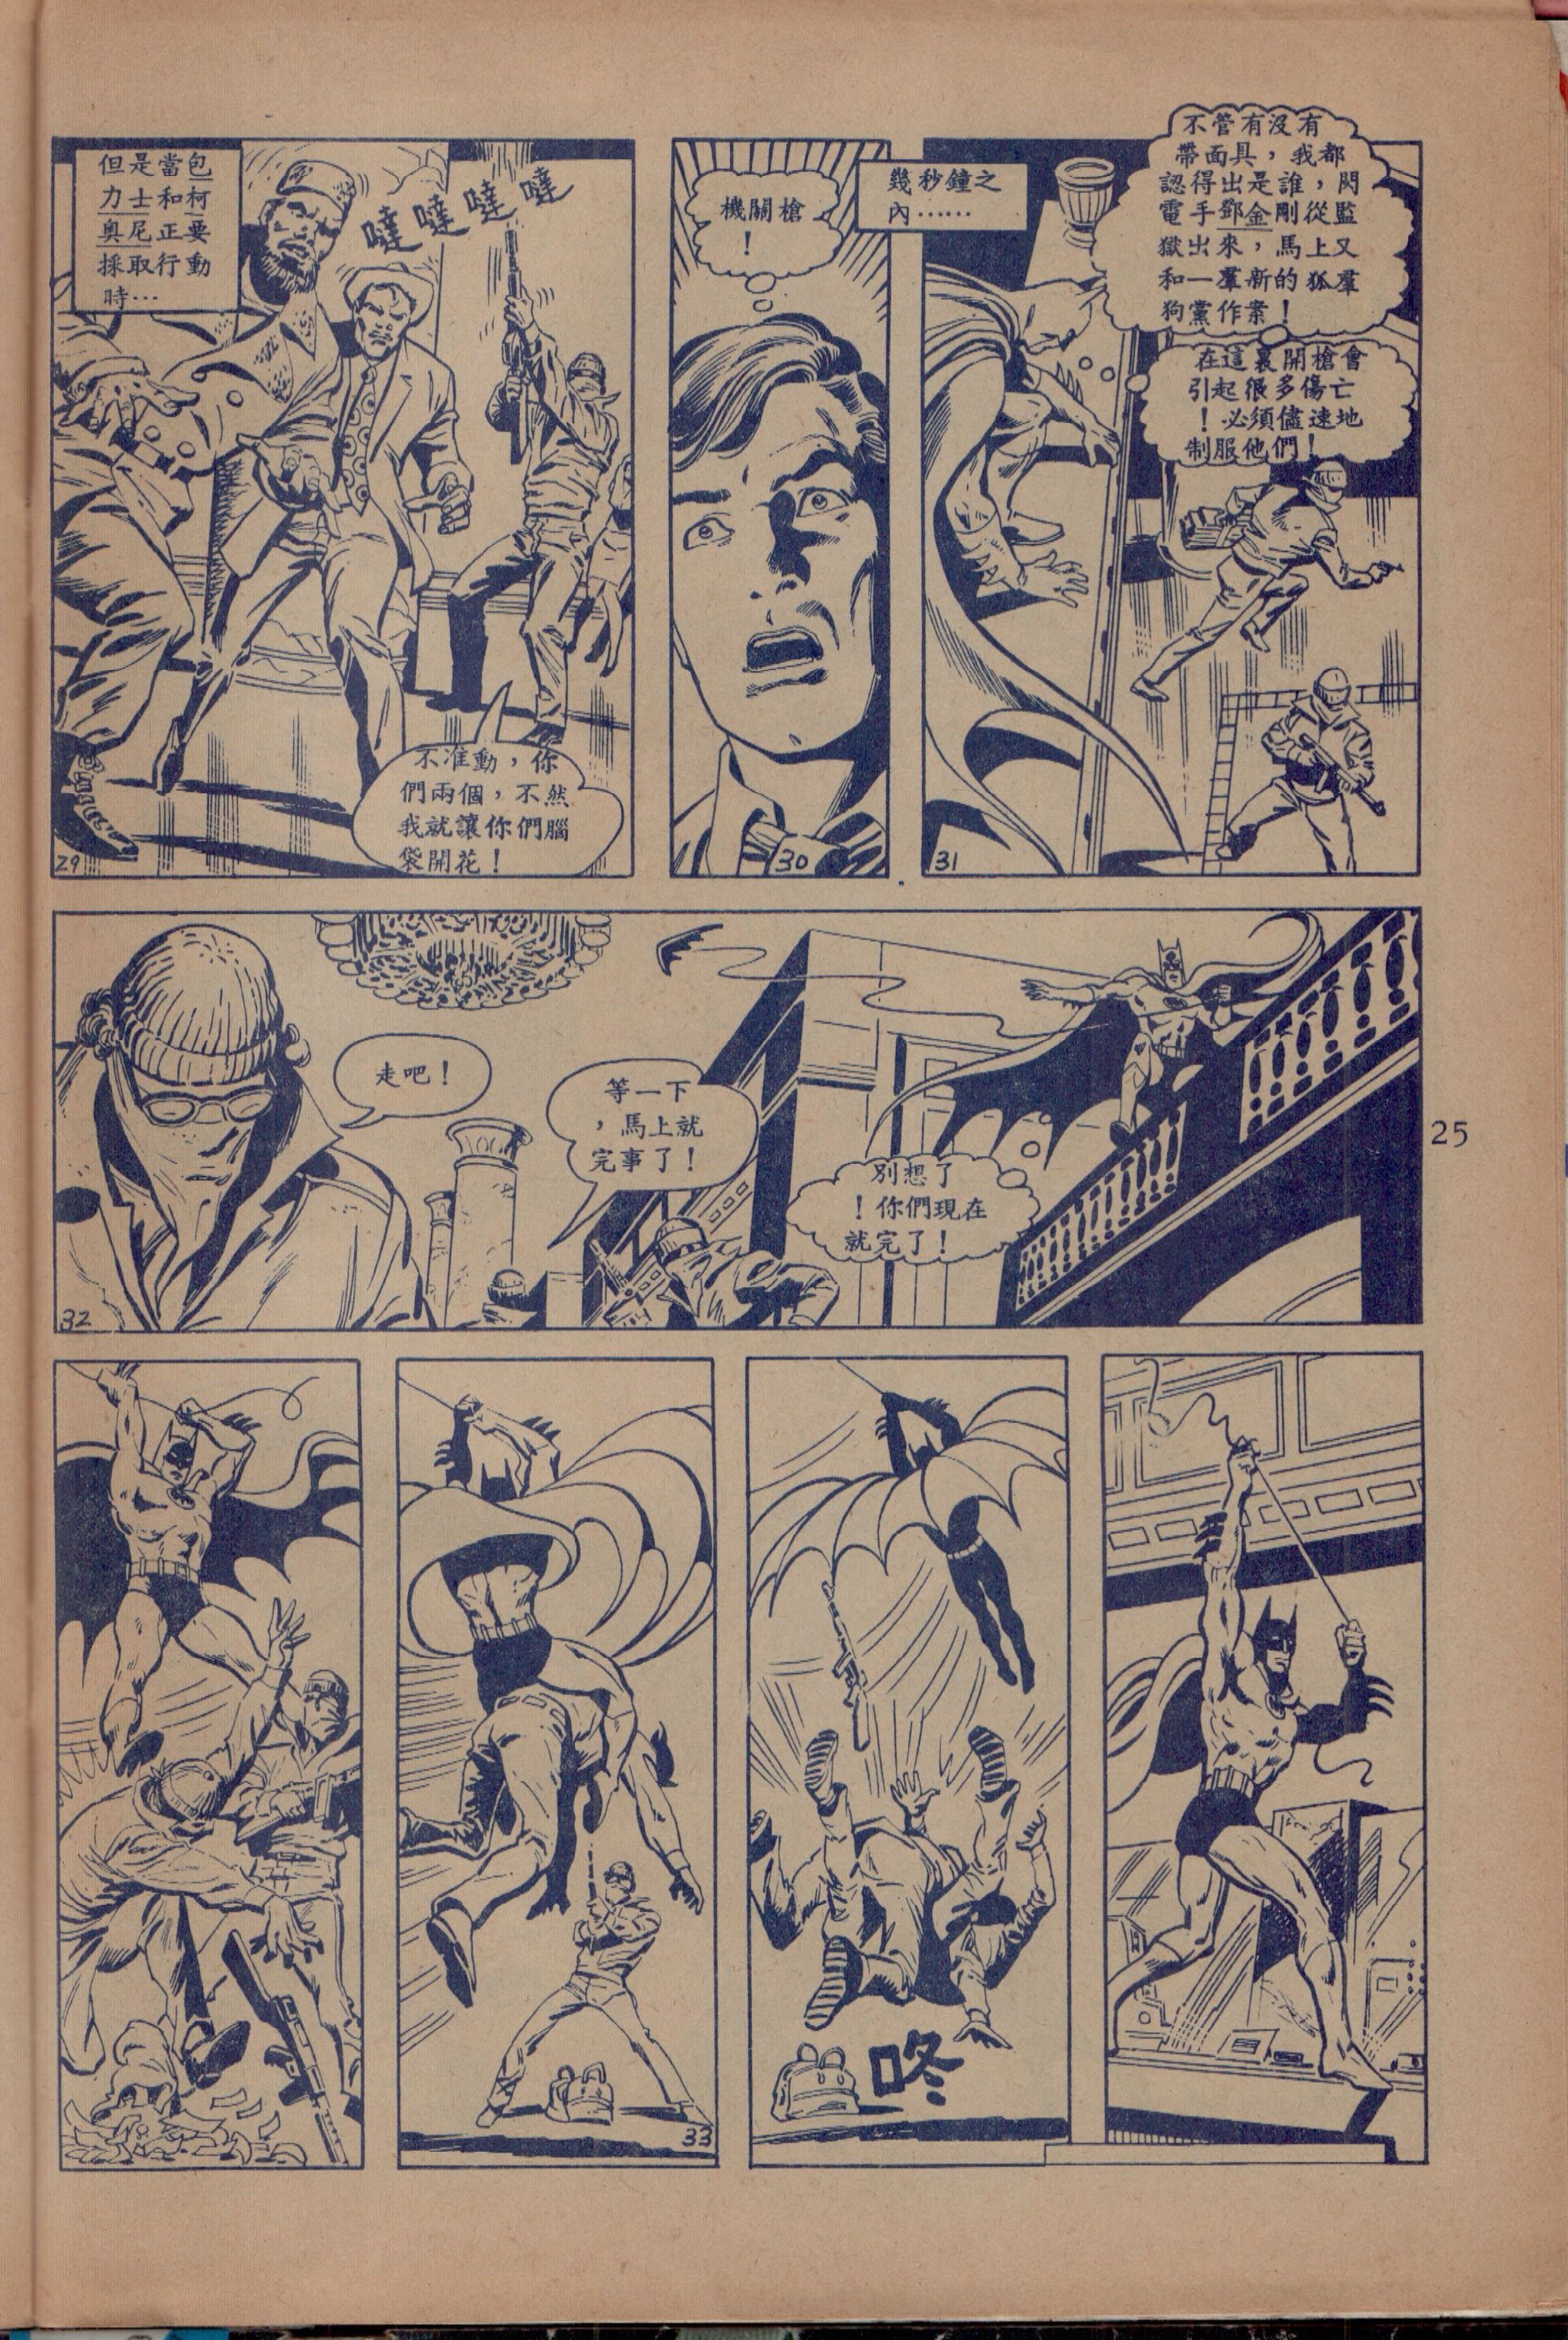 但是當包
力士和柯
奧尼正要
採取行動
時…
噠噠噠噠
不准動，你
們兩個，不然
我就讓你們腦
袋開花！
29
機關槍
！
30
幾秒鐘之
內……
不管有沒有
帶面具，我都
認得出是誰，閃
電手鄧金剛從監
獄出來，馬上又
和一羣新的狐羣
狗黨作案！
在這裏開槍會
引起很多傷亡
！必須儘速地
制服他們！
31
走吧！
等一下
，馬上就
完事了！
別想了
！你們現在
就完了！
32
25
33
咚